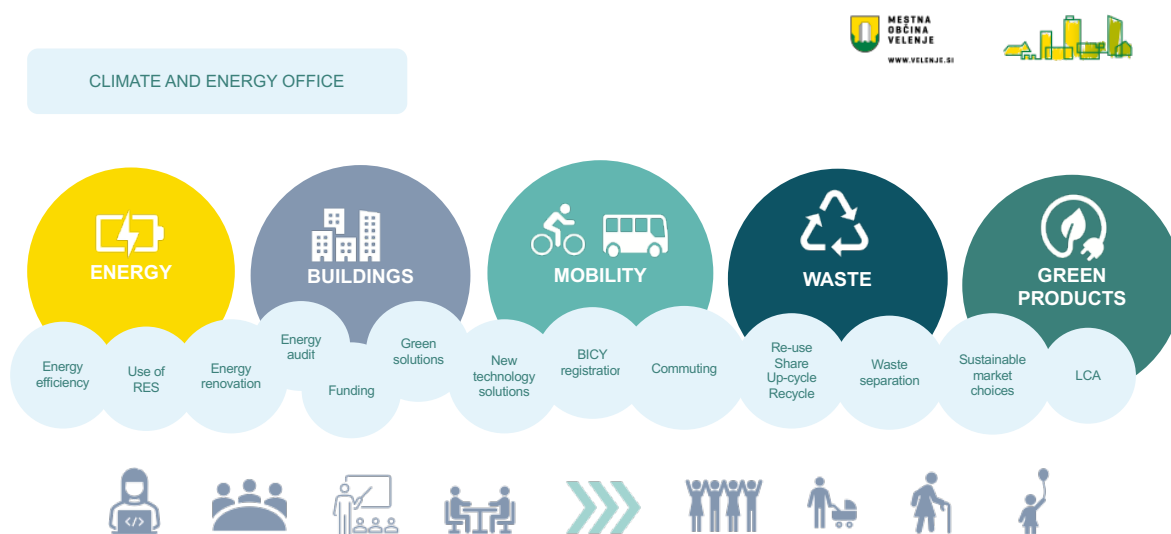 MESTNA
OBČINA
VELENJE
WWW.VELENJE.SI
CLIMATE AND ENERGY OFFICE
ENERGY
BUILDINGS
MOBILITY
WASTE
GREEN
PRODUCTS
Energy
efficiency
Use of
RES
Energy
renovation
Energy
audit
Funding
Green
solutions
New
technology
solutions
BICY
registration
Commuting
Re-use
Share
Up-cycle
Recycle
Waste
separation
Sustainable
market
choices
LCA